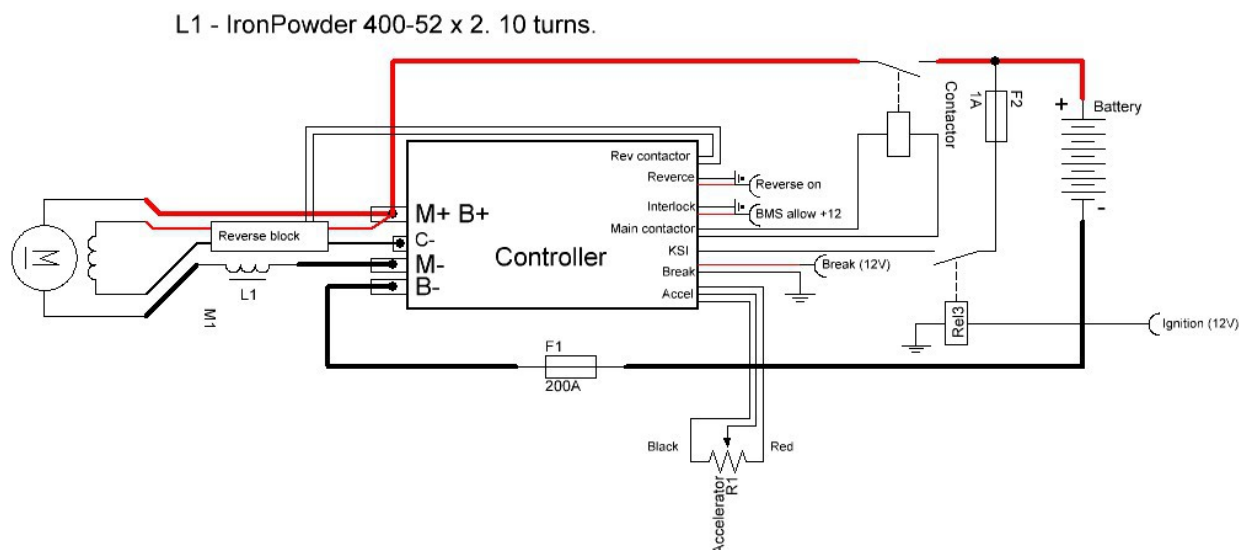 L1 - IronPowder 400-52 x 2. 10 turns.
Contactor
F2
1A
+
Battery
-
Rev contactor
Reverce
Reverse on
Interlock
BMS allow +12
Main contactor
KSI
Break (12V)
Break
Accel
M+ B+
C-
M-
B-
Controller
Reverse block
M
L1
M1
Rel3
Ignition (12V)
F1
200A
Black
Red
R1
Accelerator